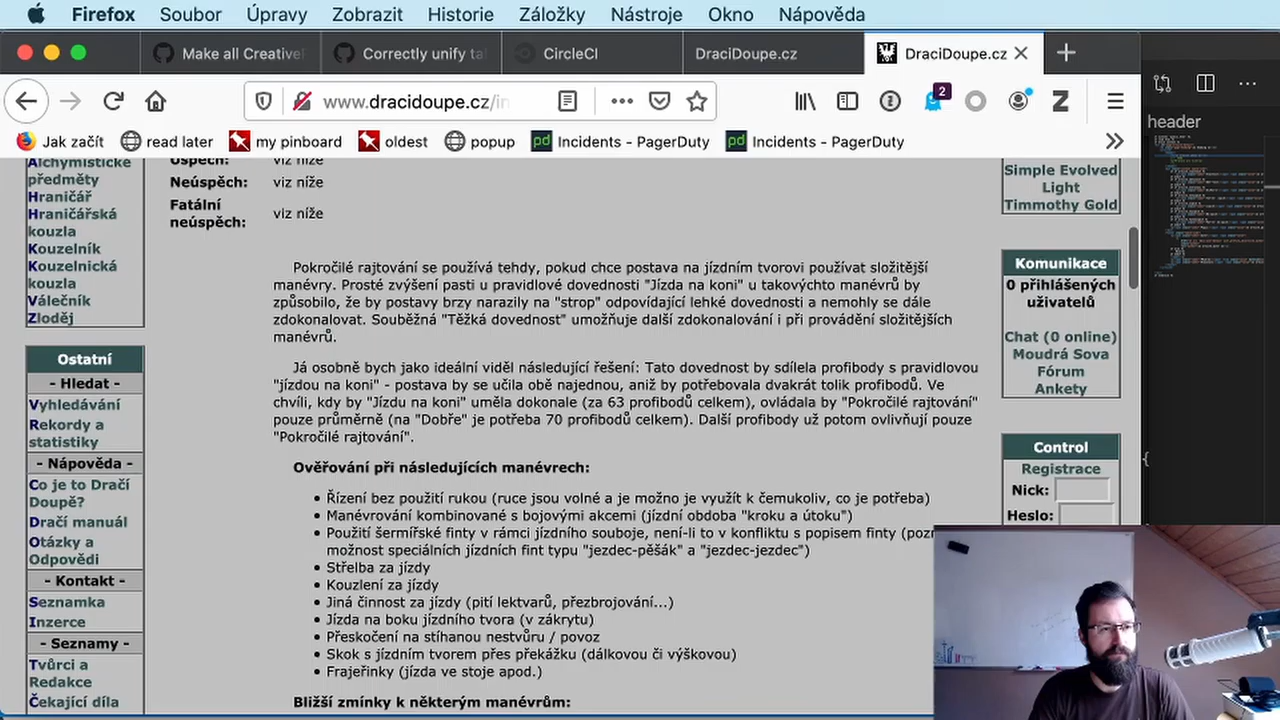 Firefox Soubor Úpravy Zobrazit Historie Záložky Nástroje Okno Nápověda
Make all Creative
Correctly unify ta
CircleCI
DraciDoupe.cz
DraciDoupe.cz
www.dracidoupe.cz/in
2
Jak začít
read later
my pinboard
oldest
popup
Incidents - PagerDuty
Incidents - PagerDuty
header
Alchymistické
předměty
Hraničář
Hraničářská
kouzla
Kouzelník
Kouzelnická
kouzla
Válečník
Zloděj
Ostatní
- Hledat -
Vyhledávání
Rekordy a
statistiky
- Nápověda -
Co je to Dračí
Doupě?
Dračí manuál
Otázky a
Odpovědi
- Kontakt -
Seznamka
Inzerce
- Seznamy -
Tvůrci a
Redakce
Čekající díla
Úspěch: viz níže
Neúspěch: viz níže
Fatální
neúspěch: viz níže
Pokročilé rajtování se používá tehdy, pokud chce postava na jízdním tvorovi používat složitější
manévry. Prosté zvýšení pasti u pravidlové dovednosti "Jízda na koni" u takovýchto manévrů by
způsobilo, že by postavy brzy narazily na "strop" odpovídající lehké dovednosti a nemohly se dále
zdokonalovat. Souběžná "Těžká dovednost" umožňuje další zdokonalování i při provádění složitějších
manévrů.
Já osobně bych jako ideální viděl následující řešení: Tato dovednost by sdílela profibody s pravidlovou
"jízdou na koni" - postava by se učila obě najednou, aniž by potřebovala dvakrát tolik profibodů. Ve
chvíli, kdy by "Jízdu na koni" uměla dokonale (za 63 profibodů celkem), ovládala by "Pokročilé rajtování"
pouze průměrně (na "Dobře" je potřeba 70 profibodů celkem). Další profibody už potom ovlivňují pouze
"Pokročilé rajtování".
Ověřování při následujících manévrech:
• Řízení bez použití rukou (ruce jsou volné a je možno je využít k čemukoliv, co je potřeba)
• Manévrování kombinované s bojovými akcemi (jízdní obdoba "kroku a útoku")
• Použití šermířské finty v rámci jízdního souboje, není-li to v konfliktu s popisem finty (pozn
možnost speciálních jízdních fint typu "jezdec-pěšák" a "jezdec-jezdec")
• Střelba za jízdy
• Kouzlení za jízdy
• Jiná činnost za jízdy (pití lektvarů, přezbrojování...)
• Jízda na boku jízdního tvora (v zákrytu)
• Přeskočení na stíhanou nestvůru / povoz
• Skok s jízdním tvorem přes překážku (dálkovou či výškovou)
• Frajeřinky (jízda ve stoje apod.)
Bližší zmínky k některým manévrům:
Simple Evolved
Light
Timmothy Gold
Komunikace
0 přihlášených
uživatelů
Chat (0 online)
Moudrá Sova
Fórum
Ankety
Control
Registrace
Nick:
Heslo:
{